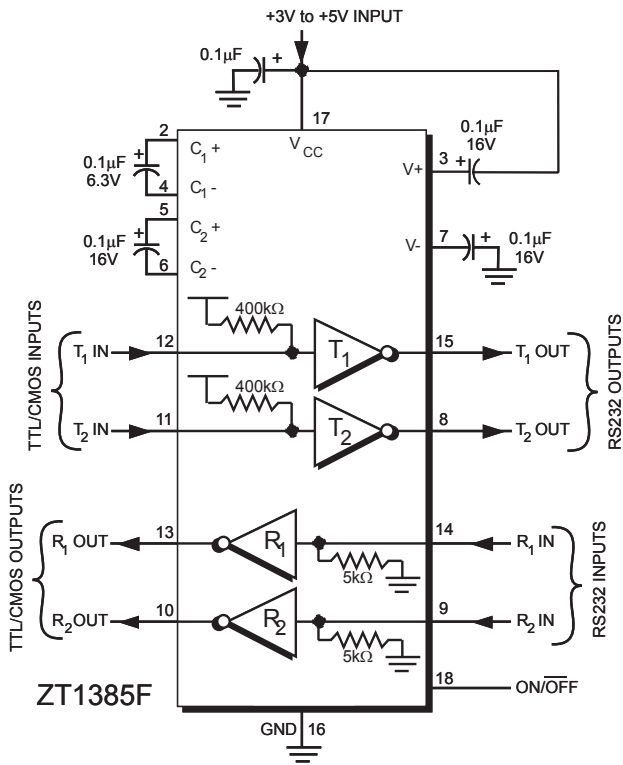 +3V to +5V INPUT
0.1µF +
17
VCC
2
C1 +
0.1µF
6.3V
+
4
C1 -
5
C2 +
0.1µF
16V
+
6
C2 -
0.1µF
16V
V+ 3 +
V- 7 +
0.1µF
16V
TTL/CMOS INPUTS
T1 IN 12
400kΩ
T1
15 T1 OUT
T2 IN 11
400kΩ
T2
8 T2 OUT
RS232 OUTPUTS
TTL/CMOS OUTPUTS
R1 OUT 13
R1
5kΩ
14 R1 IN
R2OUT 10
R2
5kΩ
9 R2 IN
RS232 INPUTS
18 ON/O̅F̅F̅
ZT1385F
GND 16